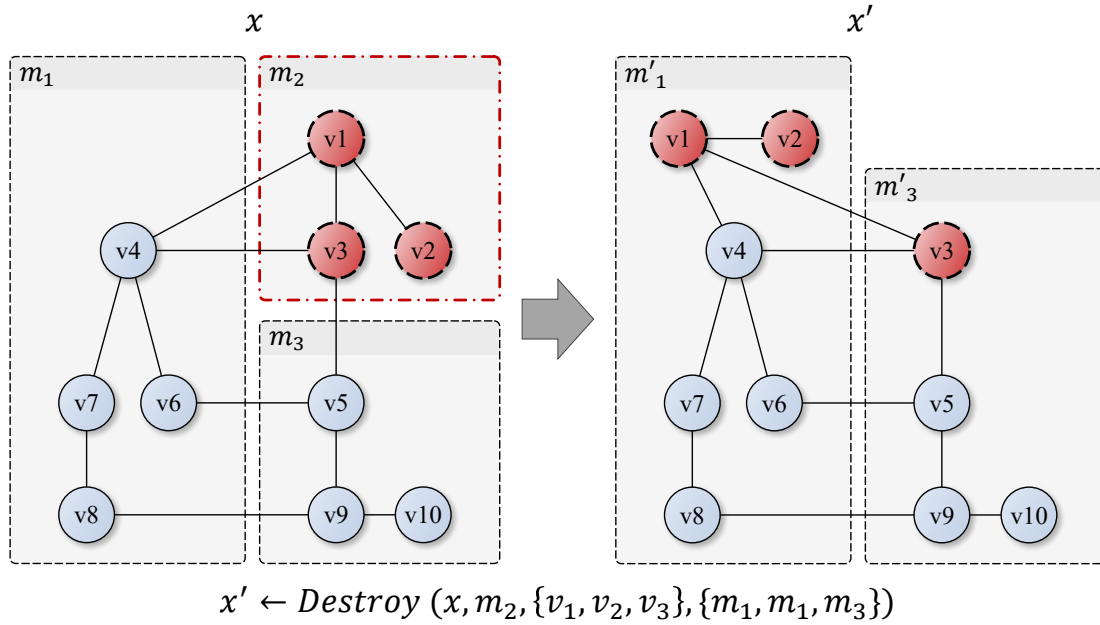 x
x′
m₁
m₂
m′₁
m′₃
v1
v1
v2
v4
v3
v2
v4
v3
m₃
v7
v6
v5
v7
v6
v5
v8
v9
v10
v8
v9
v10
x′ ← Destroy (x, m₂, {v₁, v₂, v₃}, {m₁, m₁, m₃})